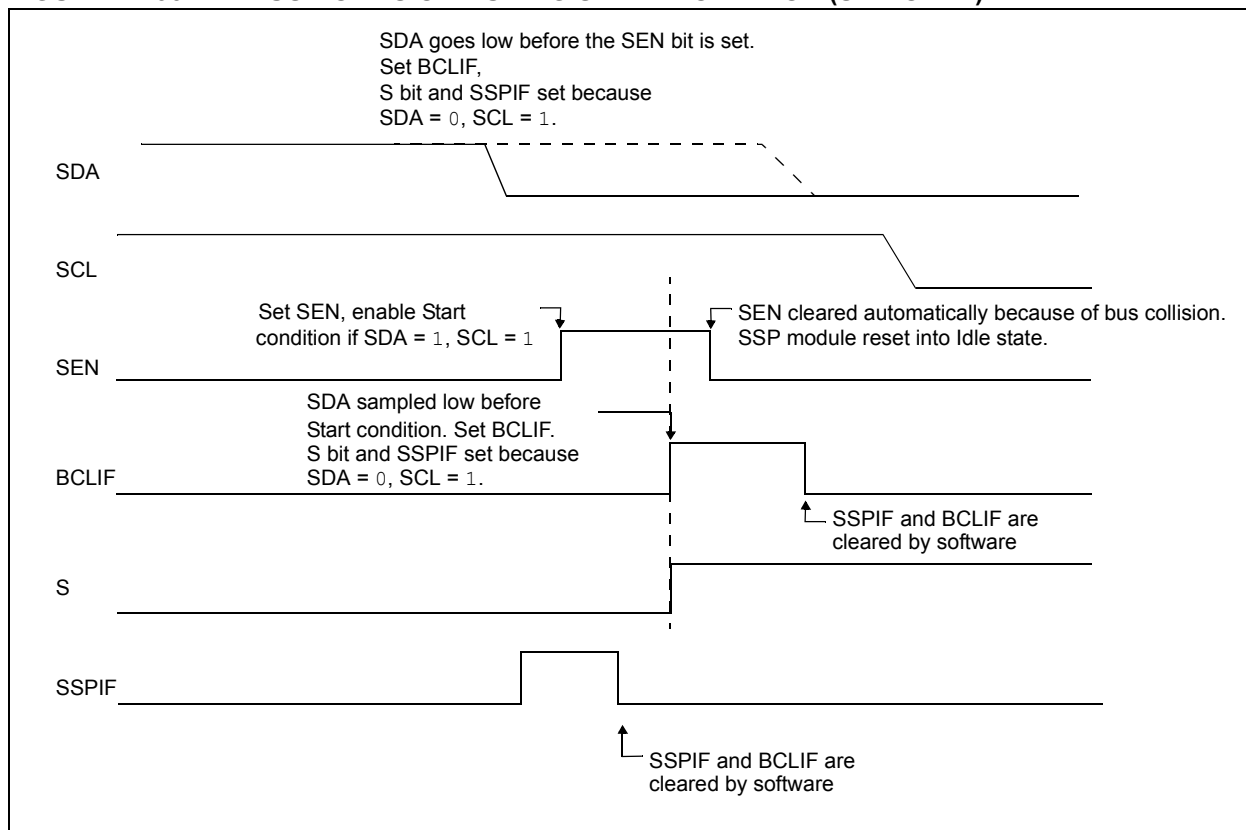 SDA goes low before the SEN bit is set.
Set BCLIF,
S bit and SSPIF set because
SDA = 0, SCL = 1.
SDA
SCL
Set SEN, enable Start
condition if SDA = 1, SCL = 1
SEN cleared automatically because of bus collision.
SSP module reset into Idle state.
SEN
SDA sampled low before
Start condition. Set BCLIF.
S bit and SSPIF set because
SDA = 0, SCL = 1.
BCLIF
SSPIF and BCLIF are
cleared by software
S
SSPIF
SSPIF and BCLIF are
cleared by software